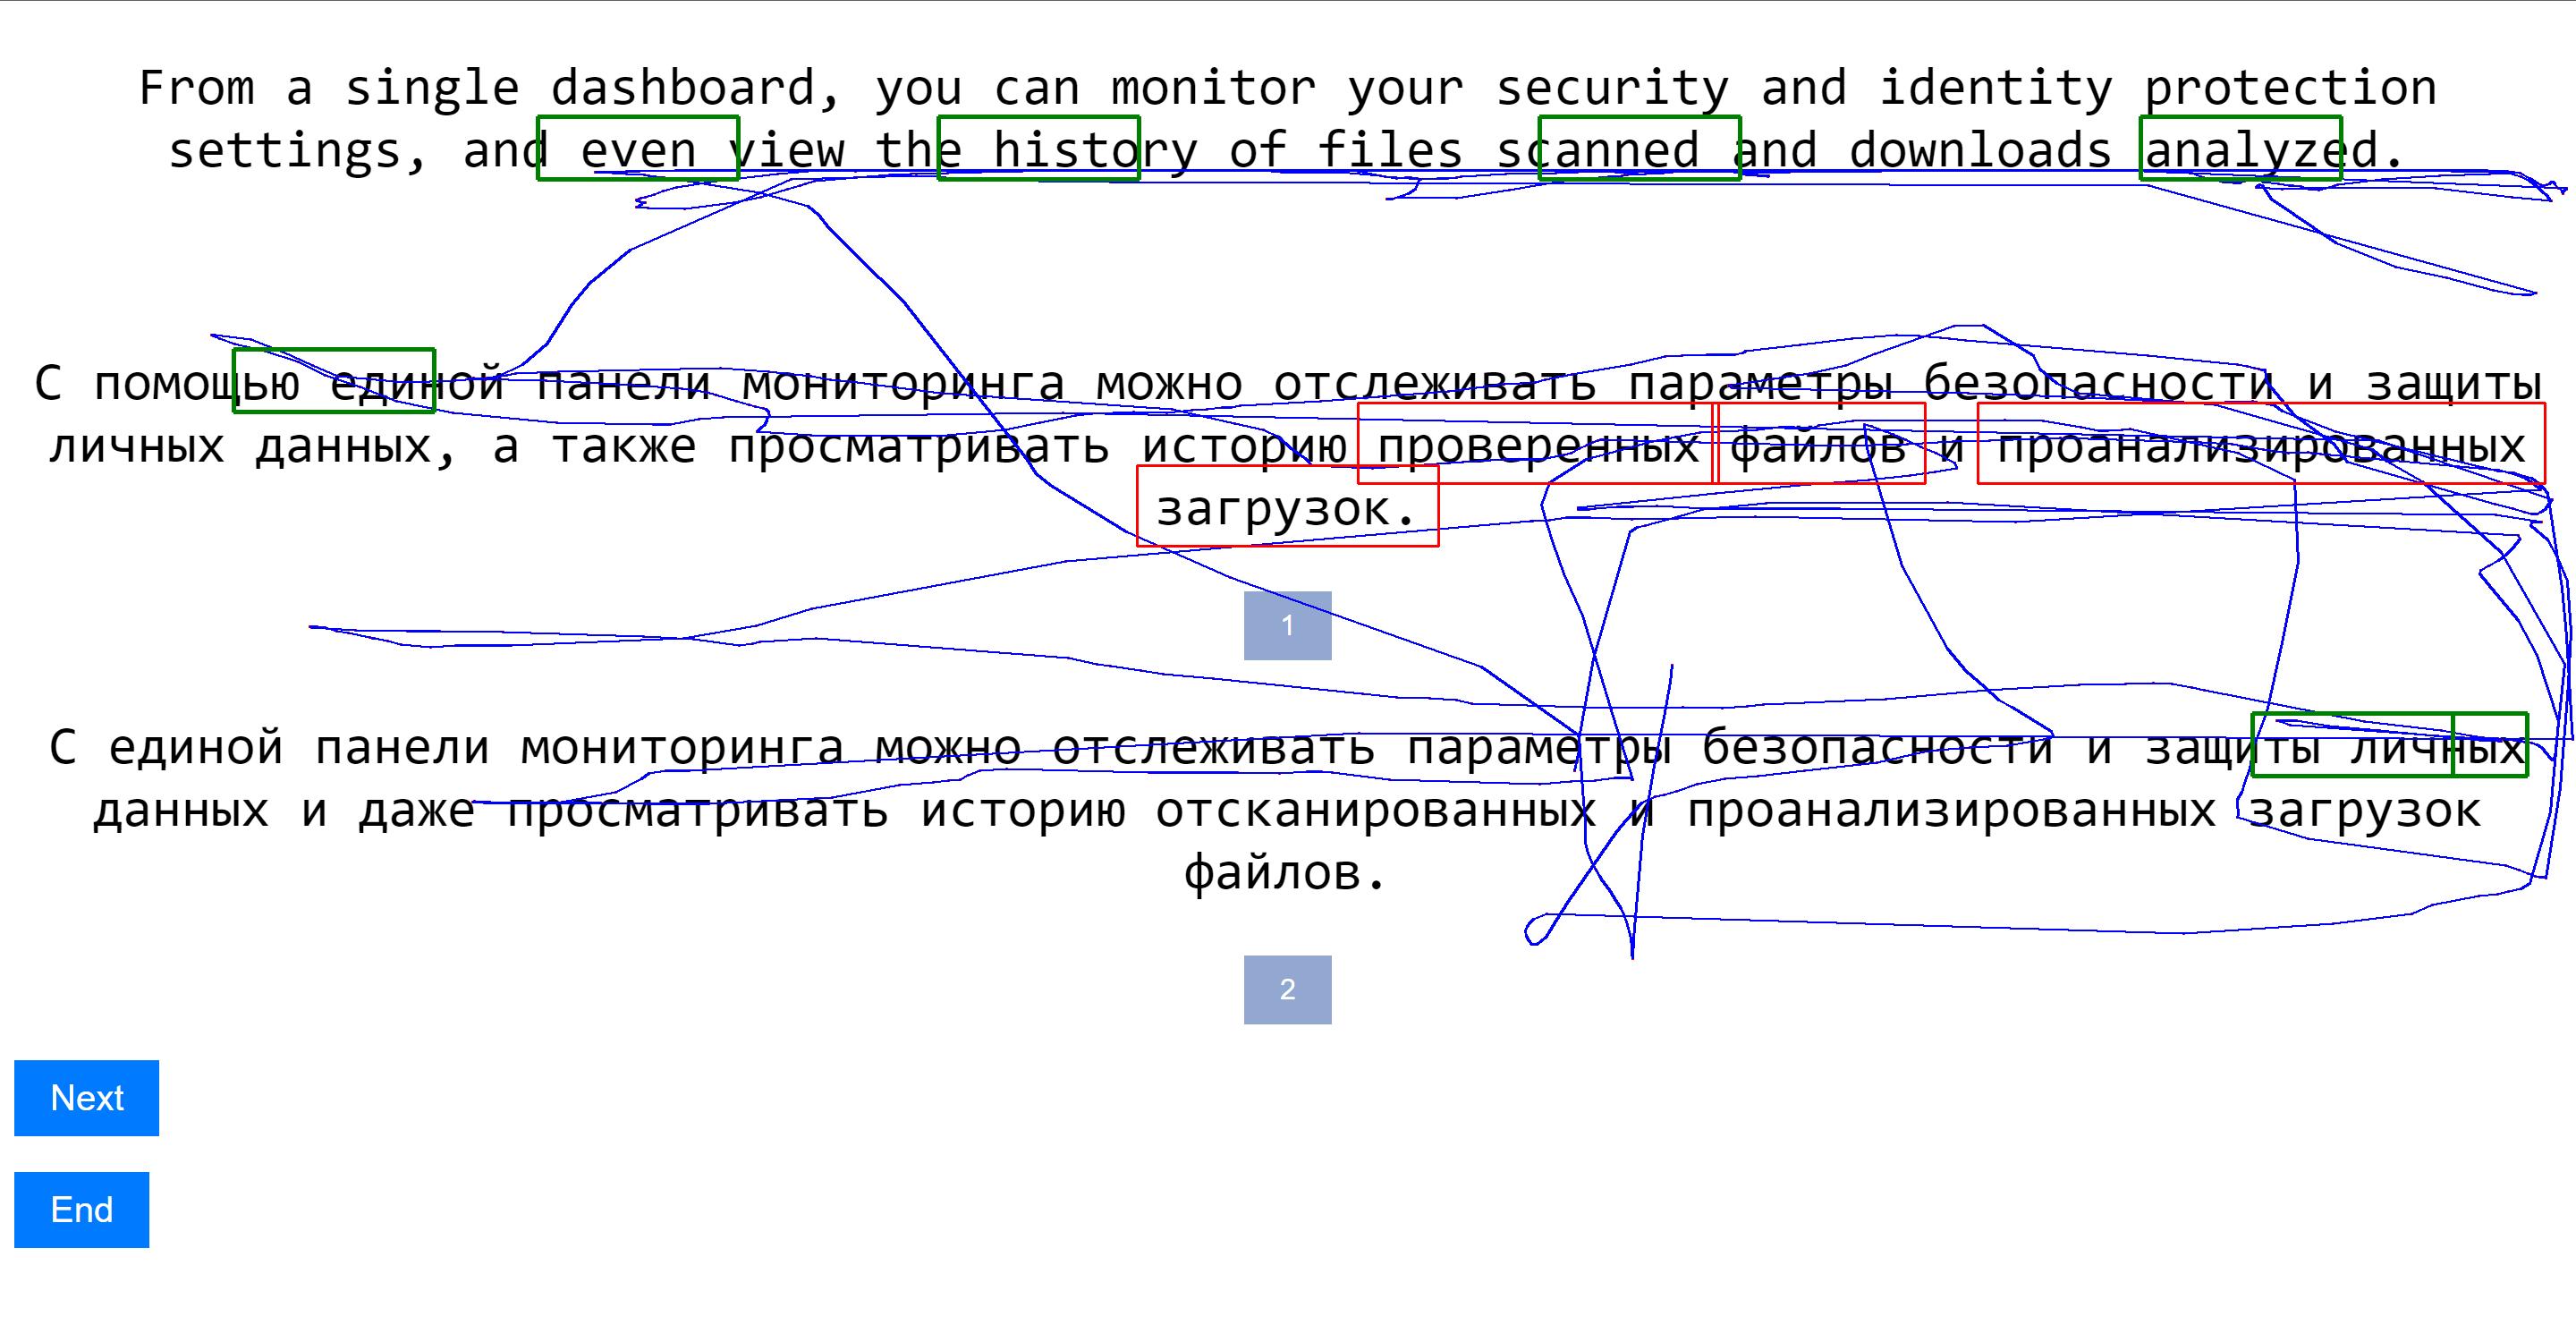 From a single dashboard, you can monitor your security and identity protection
settings, and even view the history of files scanned and downloads analyzed.
С помощью единой панели мониторинга можно отслеживать параметры безопасности и защиты
личных данных, а также просматривать историю проверенных файлов и проанализированных
загрузок.
1
С единой панели мониторинга можно отслеживать параметры безопасности и защиты личных
данных и даже просматривать историю отсканированных и проанализированных загрузок
файлов.
2
Next
End